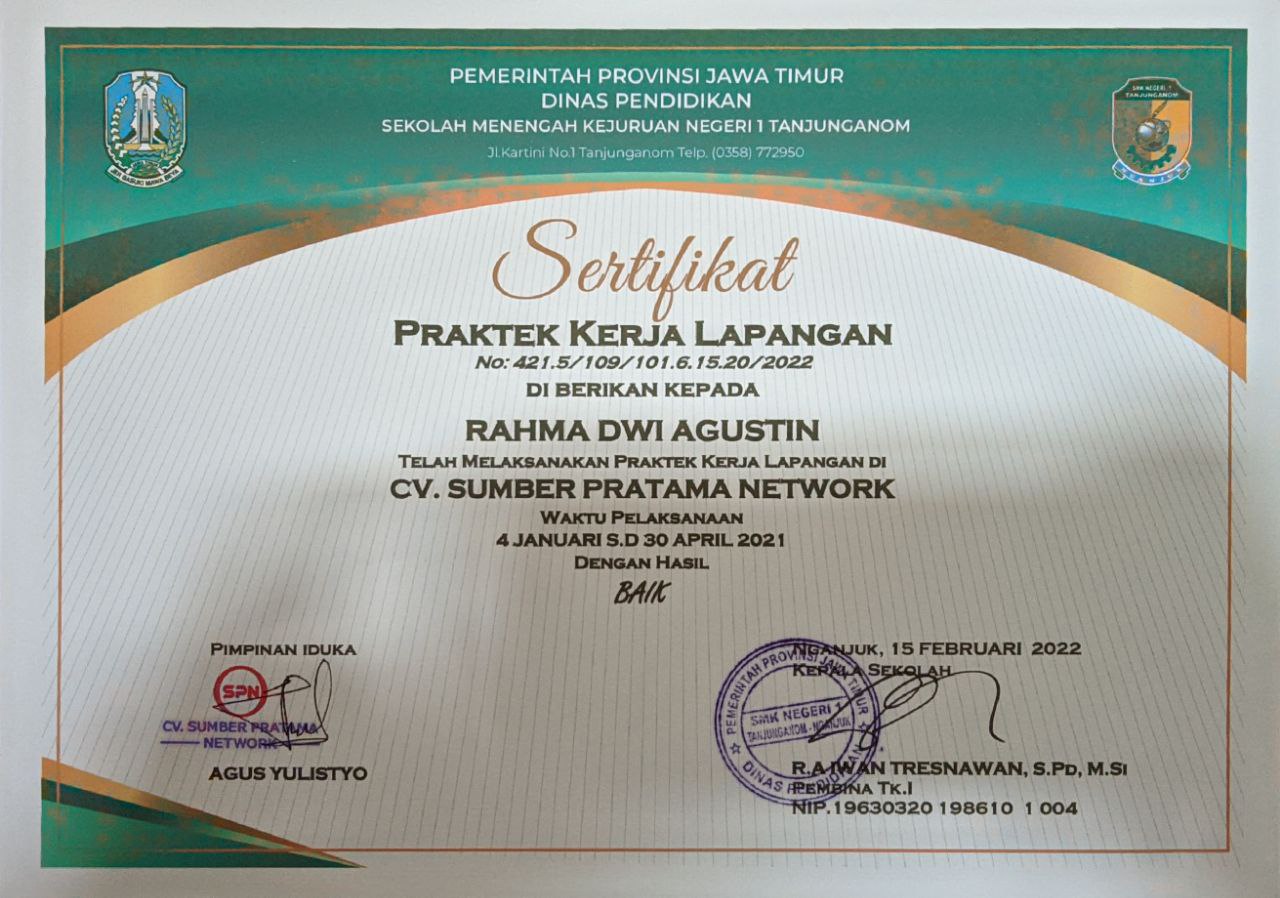 PEMERINTAH PROVINSI JAWA TIMUR
DINAS PENDIDIKAN
SEKOLAH MENENGAH KEJURUAN NEGERI 1 TANJUNGANOM
Jl.Kartini No.1 Tanjunganom Telp. (0358) 772950
JER BASUKI MAWA BEYA
SMK NEGERI 1
TANJUNGANOM
NGANJUK
Sertifikat
PRAKTEK KERJA LAPANGAN
No: 421.5/109/101.6.15.20/2022
DI BERIKAN KEPADA
RAHMA DWI AGUSTIN
TELAH MELAKSANAKAN PRAKTEK KERJA LAPANGAN DI
CV. SUMBER PRATAMA NETWORK
WAKTU PELAKSANAAN
4 JANUARI S.D 30 APRIL 2021
DENGAN HASIL
BAIK
PIMPINAN IDUKA
SPN
CV. SUMBER PRATAMA
NETWORK
AGUS YULISTYO
NGANJUK, 15 FEBRUARI 2022
KEPALA SEKOLAH
PEMERINTAH PROVINSI JAWA TIMUR
SMK NEGERI 1
TANJUNGANOM - NGANJUK
DINAS PENDIDIKAN
R.A IWAN TRESNAWAN, S.PD, M.SI
PEMBINA TK.I
NIP.19630320 198610 1 004